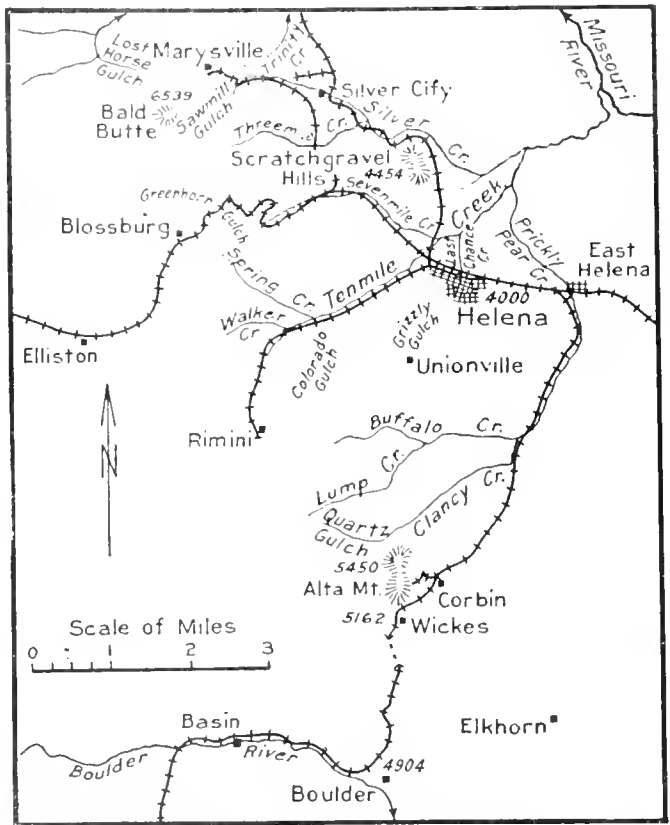 Lost Horse Gulch
Marysville
Trinity Cr.
6539
Bald Butte
Sawmill Gulch
Silver City
Silver Cr.
Missouri River
Threemi. Cr.
Scratchgravel Hills
4454
Sevenmile Cr.
Greenhorn Gulch
Blossburg
Creek
Last Chance Cr.
Prickly Pear Cr.
East Helena
Spring Cr.
Tenmile
4000
Helena
Walker Cr.
Elliston
Colorado Gulch
Grizzly Gulch
Unionville
N
Rimini
Buffalo Cr.
Lump Cr.
Clancy Cr.
Quartz Gulch
5450
Alta Mt.
Corbin
5162
Wickes
Scale of Miles
0 1 2 3
Elkhorn
Basin
Boulder River
4904
Boulder